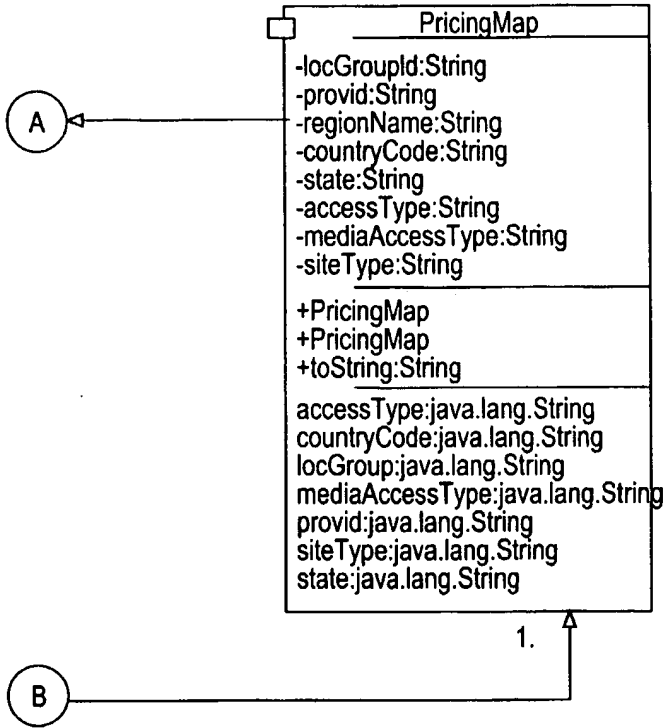 PricingMap
-locGroupId:String
-provid:String
A
-regionName:String
-countryCode:String
-state:String
-accessType:String
-mediaAccessType:String
-siteType:String
+PricingMap
+PricingMap
+toString:String
accessType:java.lang.String
countryCode:java.lang.String
locGroup:java.lang.String
mediaAccessType:java.lang.String
provid:java.lang.String
siteType:java.lang.String
state:java.lang.String
1.
B